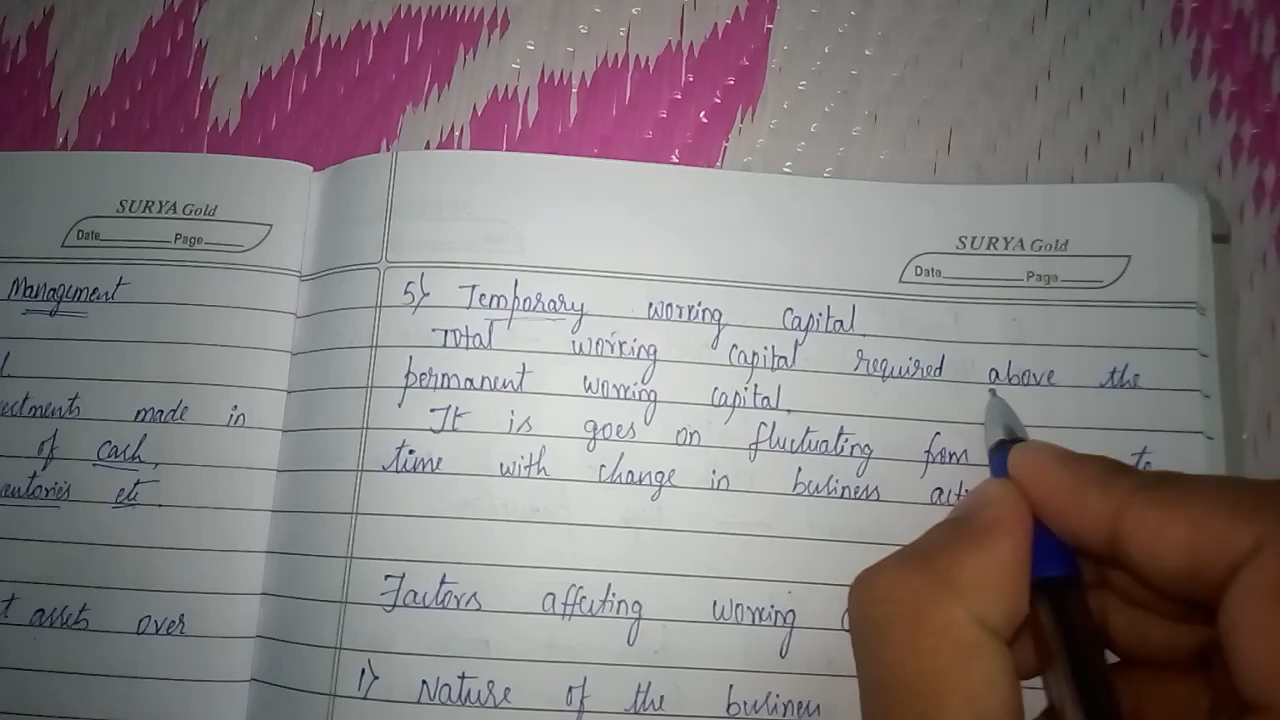 SURYA Gold
Date Page
Management
made in
of cash,
etc
assets over
SURYA Gold
Date Page
5) Temporary working capital
Total working capital required above the
permanent working capital.
It is goes on fluctuating from to
time with change in business
Factors affecting working
1) Nature of the business